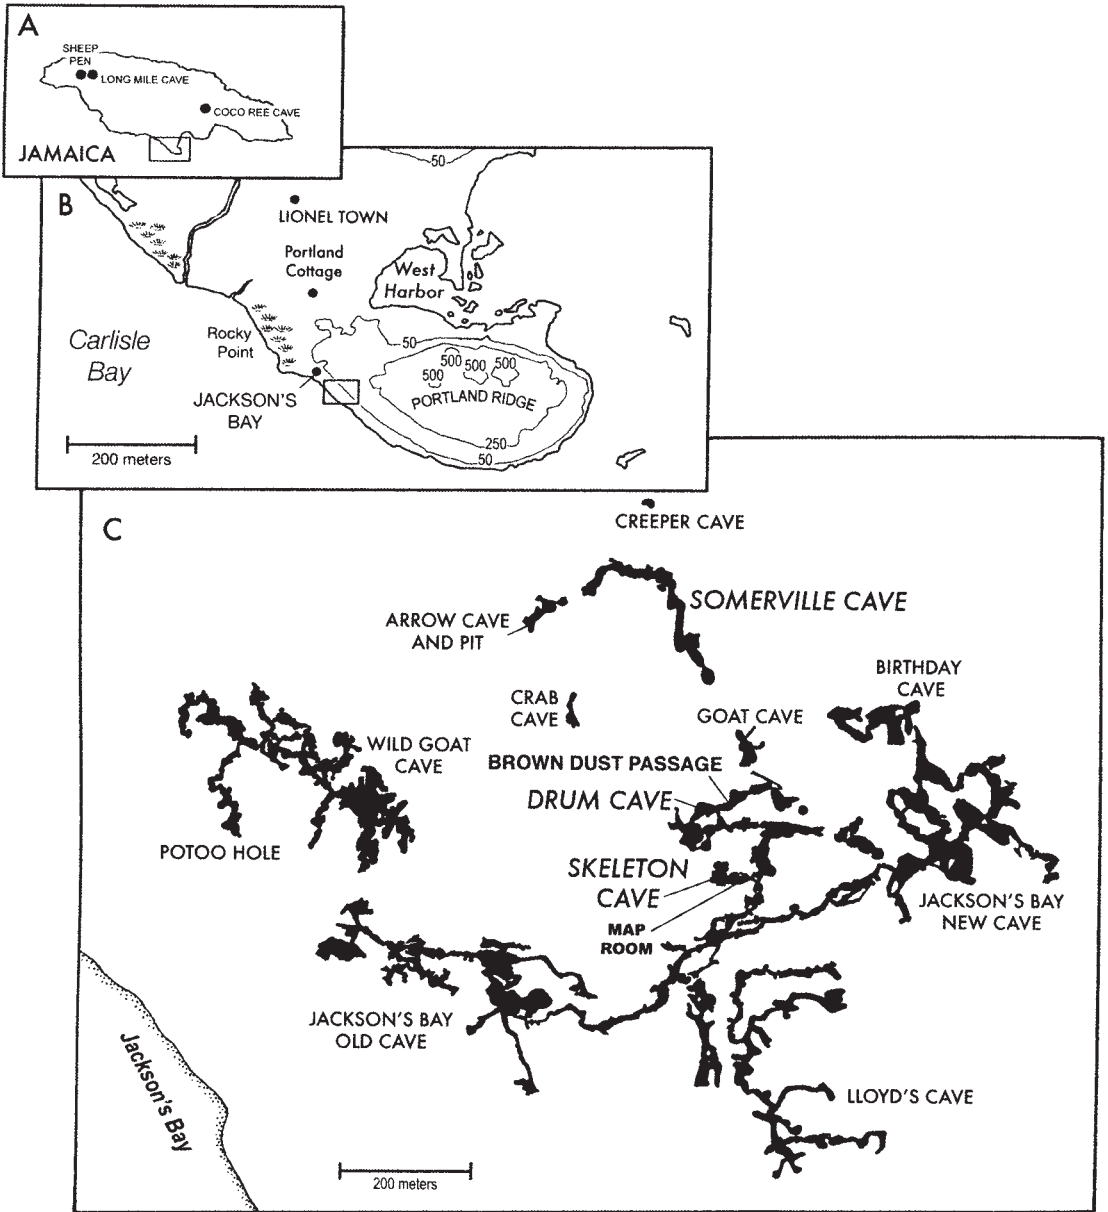 A
SHEEP
PEN
LONG MILE CAVE
COCO REE CAVE
JAMAICA
B
50
LIONEL TOWN
Portland
Cottage
West
Harbor
Carlisle
Bay
Rocky
Point
50
500
500
500
500
PORTLAND RIDGE
JACKSON'S
BAY
250
50
200 meters
C
CREEPER CAVE
SOMERVILLE CAVE
ARROW CAVE
AND PIT
BIRTHDAY
CAVE
CRAB
CAVE
GOAT CAVE
WILD GOAT
CAVE
BROWN DUST PASSAGE
DRUM CAVE
POTOO HOLE
SKELETON
CAVE
JACKSON'S BAY
NEW CAVE
MAP
ROOM
JACKSON'S BAY
OLD CAVE
Jackson's Bay
LLOYD'S CAVE
200 meters